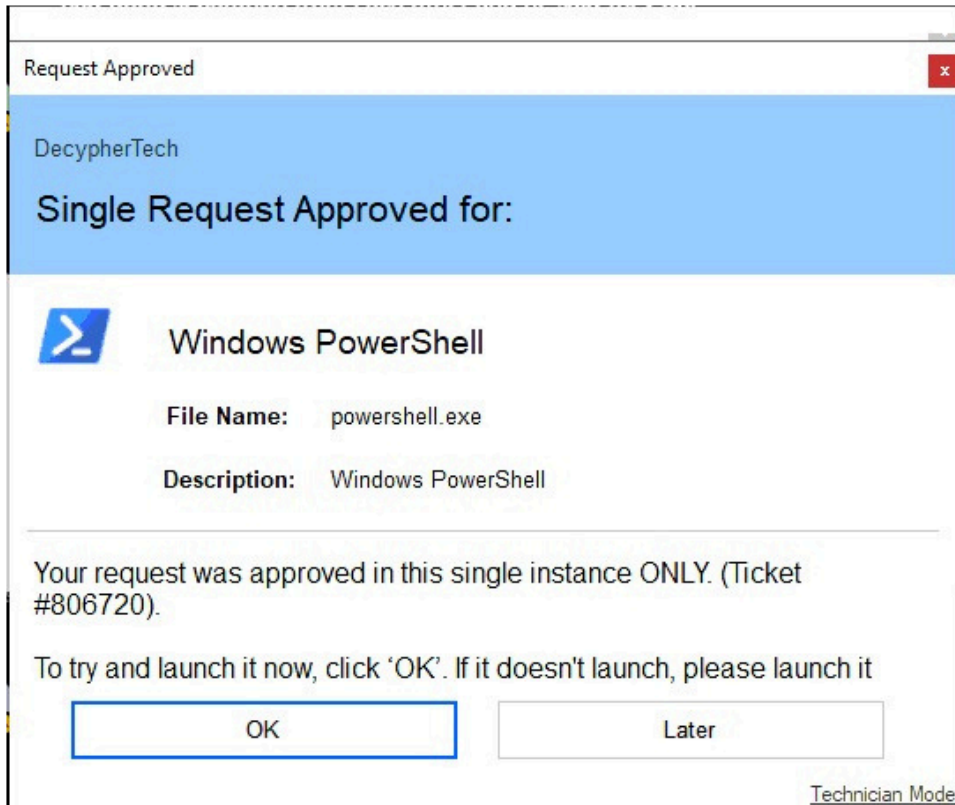 Request Approved
x
DecypherTech
Single Request Approved for:
Windows PowerShell
File Name: powershell.exe
Description: Windows PowerShell
Your request was approved in this single instance ONLY. (Ticket
#806720).
To try and launch it now, click ‘OK’. If it doesn't launch, please launch it
OK Later
Technician Mode